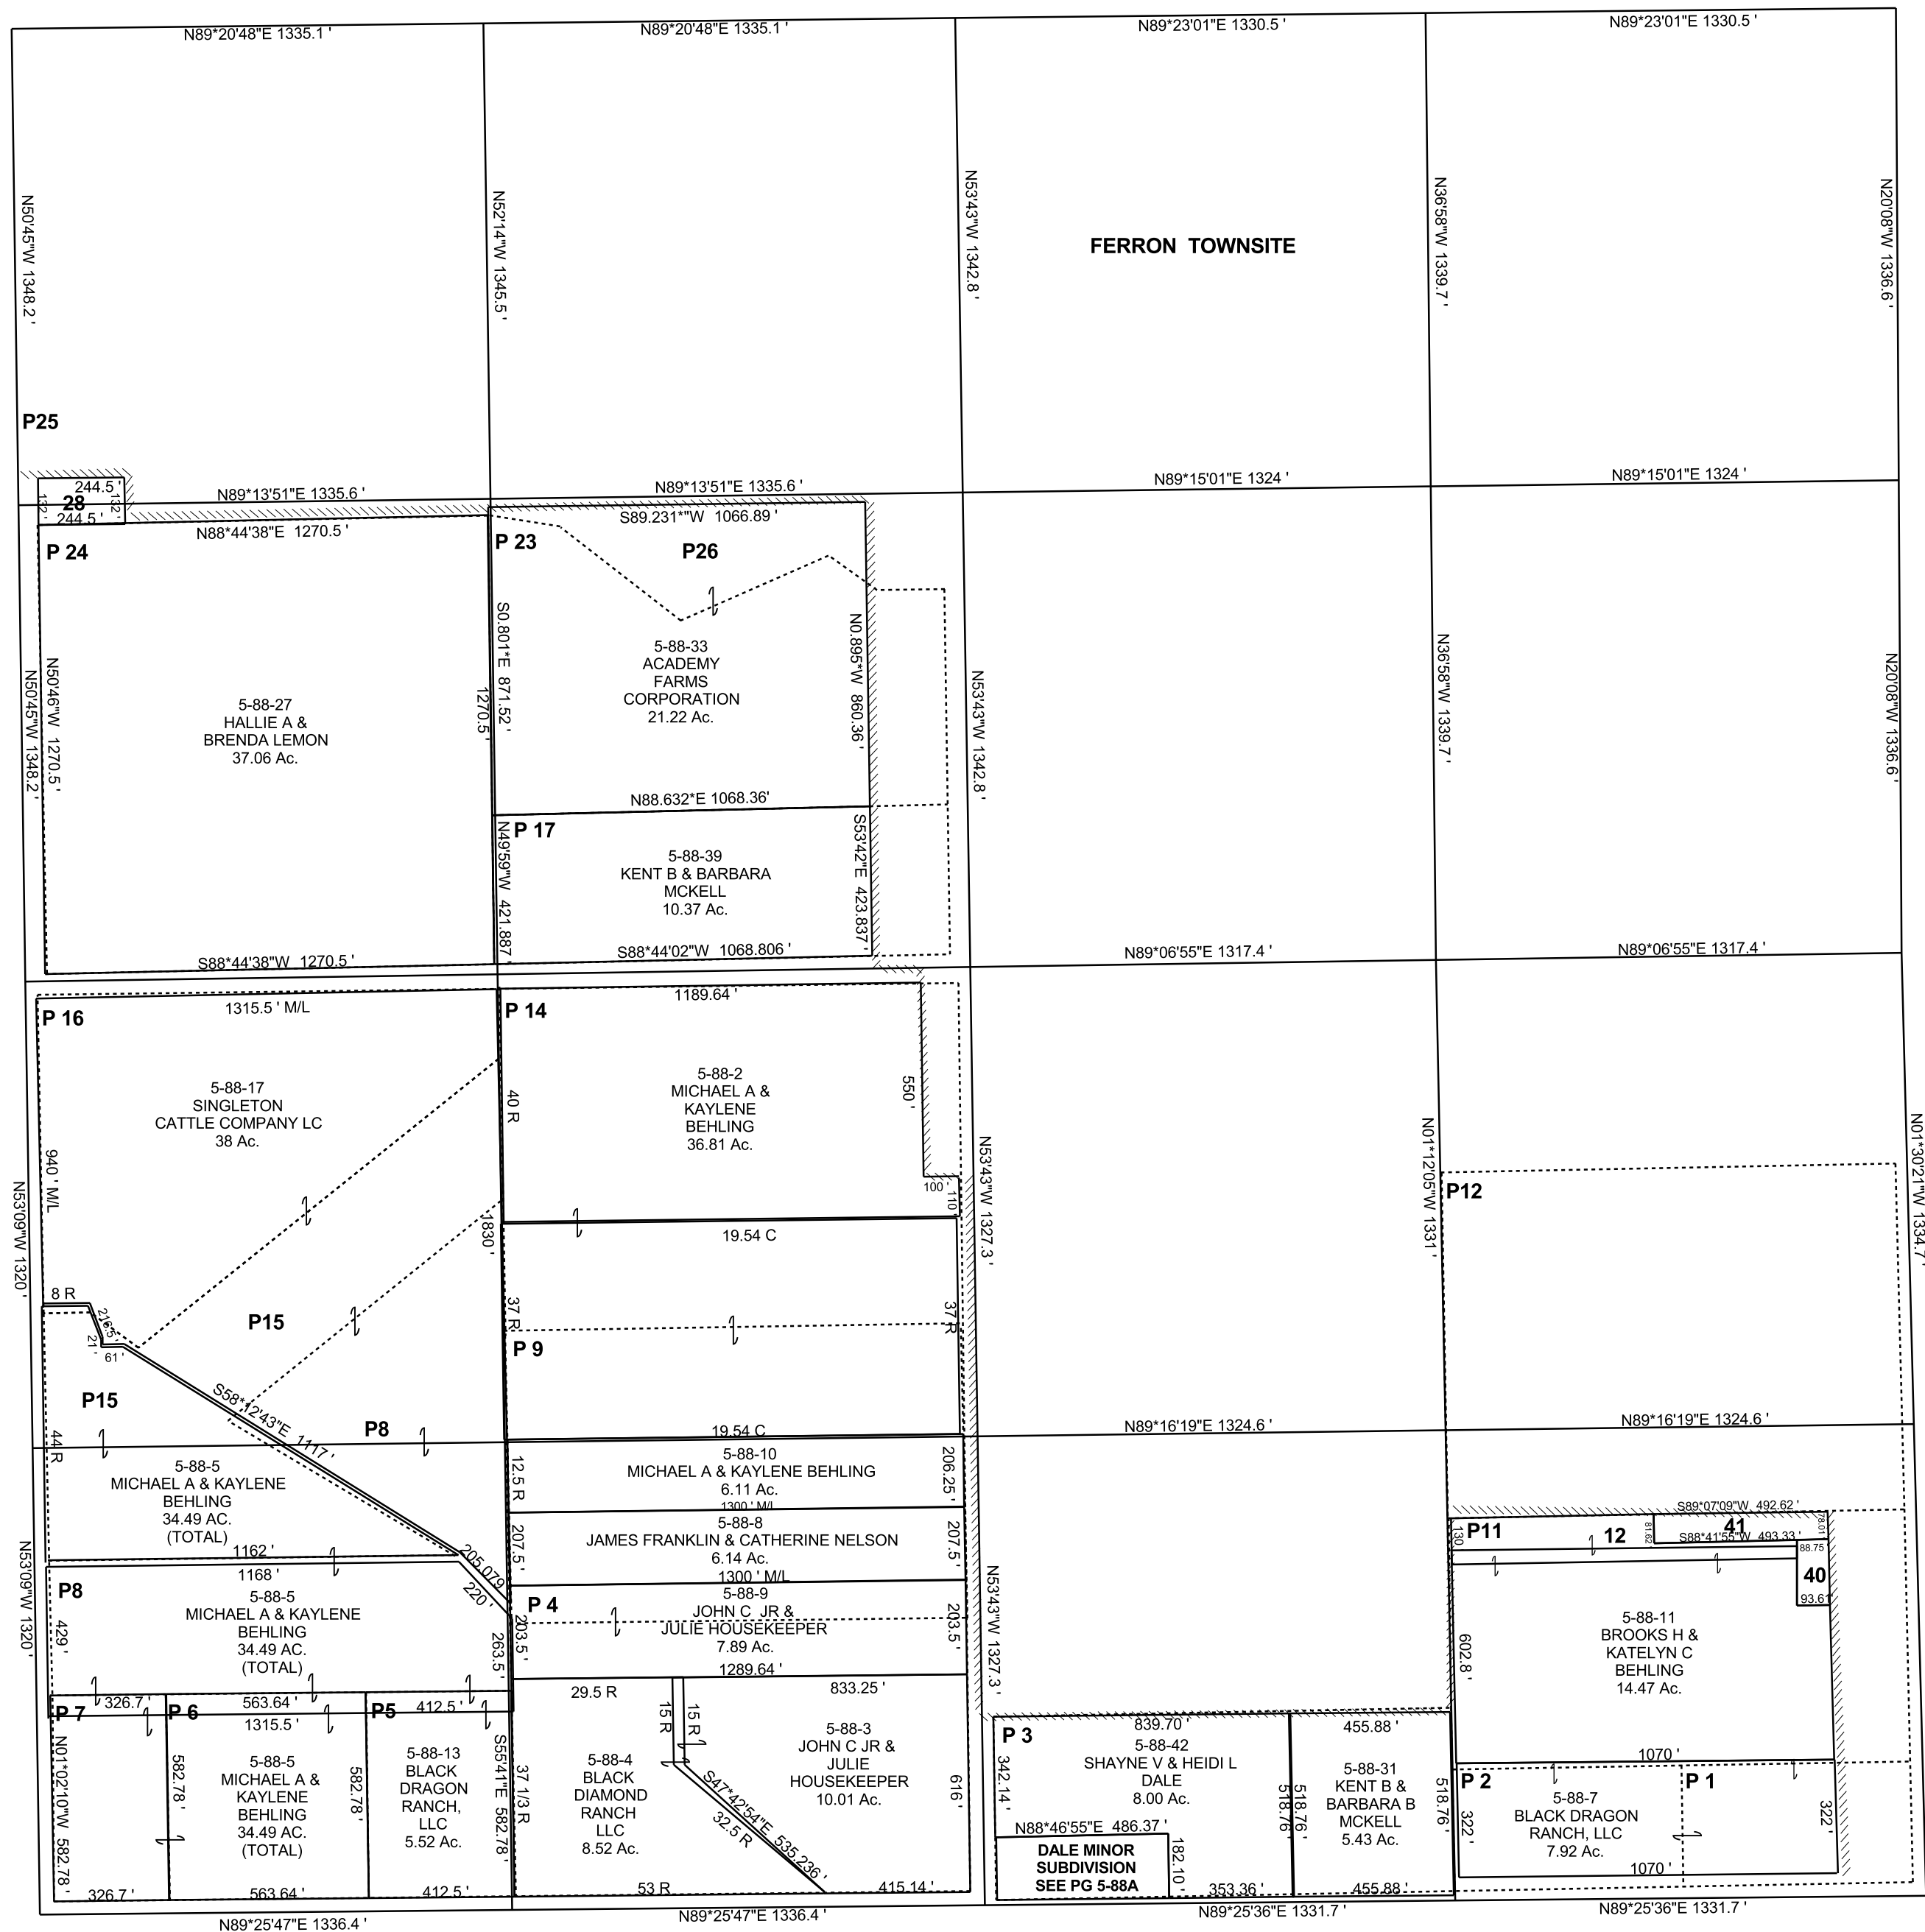 N89*20'48"E 1335.1 '
N89*20'48"E 1335.1 '
N89*23'01"E 1330.5 '
N89*23'01"E 1330.5 '
N50'45"W 1348.2 '
N52'14"W 1345.5 '
N53'43"W 1342.8 '
N36'58"W 1339.7 '
N20'08"W 1336.6 '
FERRON TOWNSITE
P25
244.5 '
132 '
28
132 '
244.5 '
N89*13'51"E 1335.6 '
N89*13'51"E 1335.6 '
N89*15'01"E 1324 '
N89*15'01"E 1324 '
N88*44'38"E 1270.5 '
S89.231*"W 1066.89 '
P 24
P 23
P26
N50'45"W 1348.2 '
N50'46"W 1270.5 '
5-88-27
HALLIE A &
BRENDA LEMON
37.06 Ac.
1270.5 '
S0.801*E 871.52 '
5-88-33
ACADEMY
FARMS
CORPORATION
21.22 Ac.
N0.895*W 860.36 '
N53'43"W 1342.8 '
N36'58"W 1339.7 '
N20'08"W 1336.6 '
N88.632*E 1068.36'
P 17
N49'59"W 421.887 '
5-88-39
KENT B & BARBARA
MCKELL
10.37 Ac.
S53'42"E 423.837 '
S88*44'38"W 1270.5 '
S88*44'02"W 1068.806 '
N89*06'55"E 1317.4 '
N89*06'55"E 1317.4 '
1315.5 ' M/L
1189.64 '
P 16
P 14
5-88-17
SINGLETON
CATTLE COMPANY LC
38 Ac.
40 R
5-88-2
MICHAEL A &
KAYLENE
BEHLING
36.81 Ac.
550 '
100 '
110 '
N53'09"W 1320 '
940 ' M/L
1830 '
N53'43"W 1327.3 '
N01*12'05"W 1331 '
P12
N01*30'21"W 1334.7 '
19.54 C
8 R
216.5 '
21 '
61 '
P15
37 R
37 R
P 9
P15
S58*12'43"E 1117 '
P8
44 R
19.54 C
N89*16'19"E 1324.6 '
N89*16'19"E 1324.6 '
5-88-5
MICHAEL A & KAYLENE
BEHLING
34.49 AC.
(TOTAL)
12.5 R
5-88-10
MICHAEL A & KAYLENE BEHLING
6.11 Ac.
1300 ' M/L
206.25 '
207.5 '
5-88-8
JAMES FRANKLIN & CATHERINE NELSON
6.14 Ac.
1300 ' M/L
207.5 '
S89*07'09"W 492.62 '
130
P11
12
81.62
41
78.01
S88*41'55"W 493.33 '
88.75
40
93.61
N53'09"W 1320 '
1162 '
1168 '
205.079 '
220 '
P8
429 '
5-88-5
MICHAEL A & KAYLENE
BEHLING
34.49 AC.
(TOTAL)
263.5 '
P 4
203.5 '
5-88-9
JOHN C JR &
JULIE HOUSEKEEPER
7.89 Ac.
1289.64 '
203.5 '
N53'43"W 1327.3 '
602.8 '
5-88-11
BROOKS H &
KATELYN C
BEHLING
14.47 Ac.
P 7
326.7 '
P 6
563.64 '
1315.5 '
P5
412.5 '
29.5 R
15 R
15 R
833.25 '
P 3
839.70 '
455.88 '
1070 '
N01*02'10"W 582.78 '
582.78 '
5-88-5
MICHAEL A &
KAYLENE
BEHLING
34.49 AC.
(TOTAL)
582.78 '
5-88-13
BLACK
DRAGON
RANCH,
LLC
5.52 Ac.
S55'41"E 582.78 '
37 1/3 R
5-88-4
BLACK
DIAMOND
RANCH
LLC
8.52 Ac.
S47*42'54"E 535.236 '
32.5 R
5-88-3
JOHN C JR &
JULIE
HOUSEKEEPER
10.01 Ac.
616 '
342.14 '
5-88-42
SHAYNE V & HEIDI L
DALE
8.00 Ac.
N88*46'55"E 486.37 '
DALE MINOR
SUBDIVISION
SEE PG 5-88A
182.10 '
518.76 '
518.76 '
5-88-31
KENT B &
BARBARA B
MCKELL
5.43 Ac.
518.76 '
P 2
P 1
322 '
5-88-7
BLACK DRAGON
RANCH, LLC
7.92 Ac.
322 '
1070 '
326.7 '
563.64 '
412.5 '
53 R
415.14 '
353.36 '
455.88 '
N89*25'47"E 1336.4 '
N89*25'47"E 1336.4 '
N89*25'36"E 1331.7 '
N89*25'36"E 1331.7 '